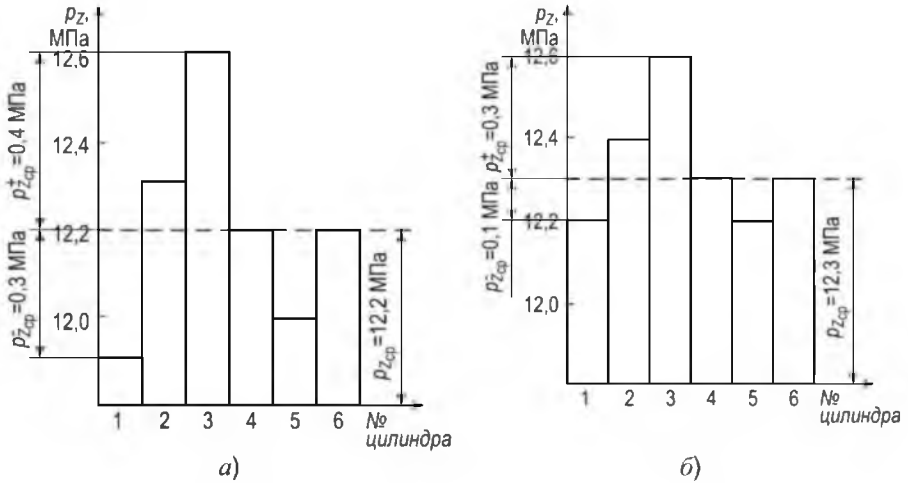 p_Z,
МПа
12,6
12,4
12,2
12,0
p⁺_Zср=0,4 МПа
p⁻_Zср=0,3 МПа
p_Zср=12,2 МПа
1 2 3 4 5 6 №
цилиндра
а)
p_Z,
МПа
12,6
12,4
12,2
12,0
p⁺_Zср=0,3 МПа
p⁻_Zср=0,1 МПа
p_Zср=12,3 МПа
1 2 3 4 5 6 №
цилиндра
б)